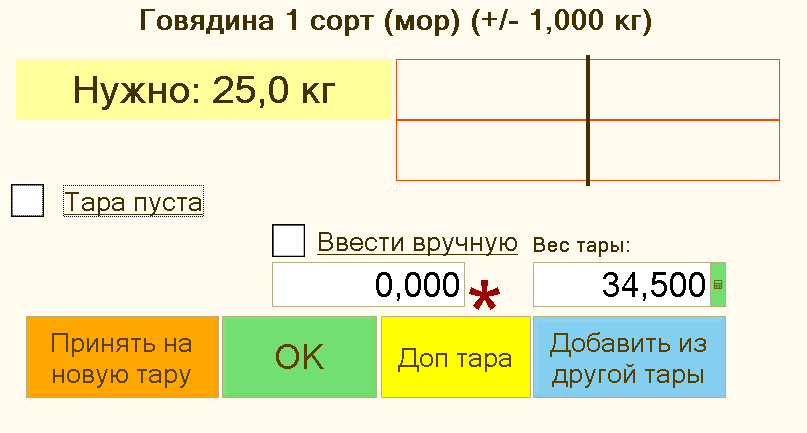 Говядина 1 сорт (мор) (+/- 1,000 кг)
Нужно: 25,0 кг
Тара пуста
Ввести вручную Вес тары:
0,000* 34,500
Принять на
новую тару
OK
Доп тара
Добавить из
другой тары